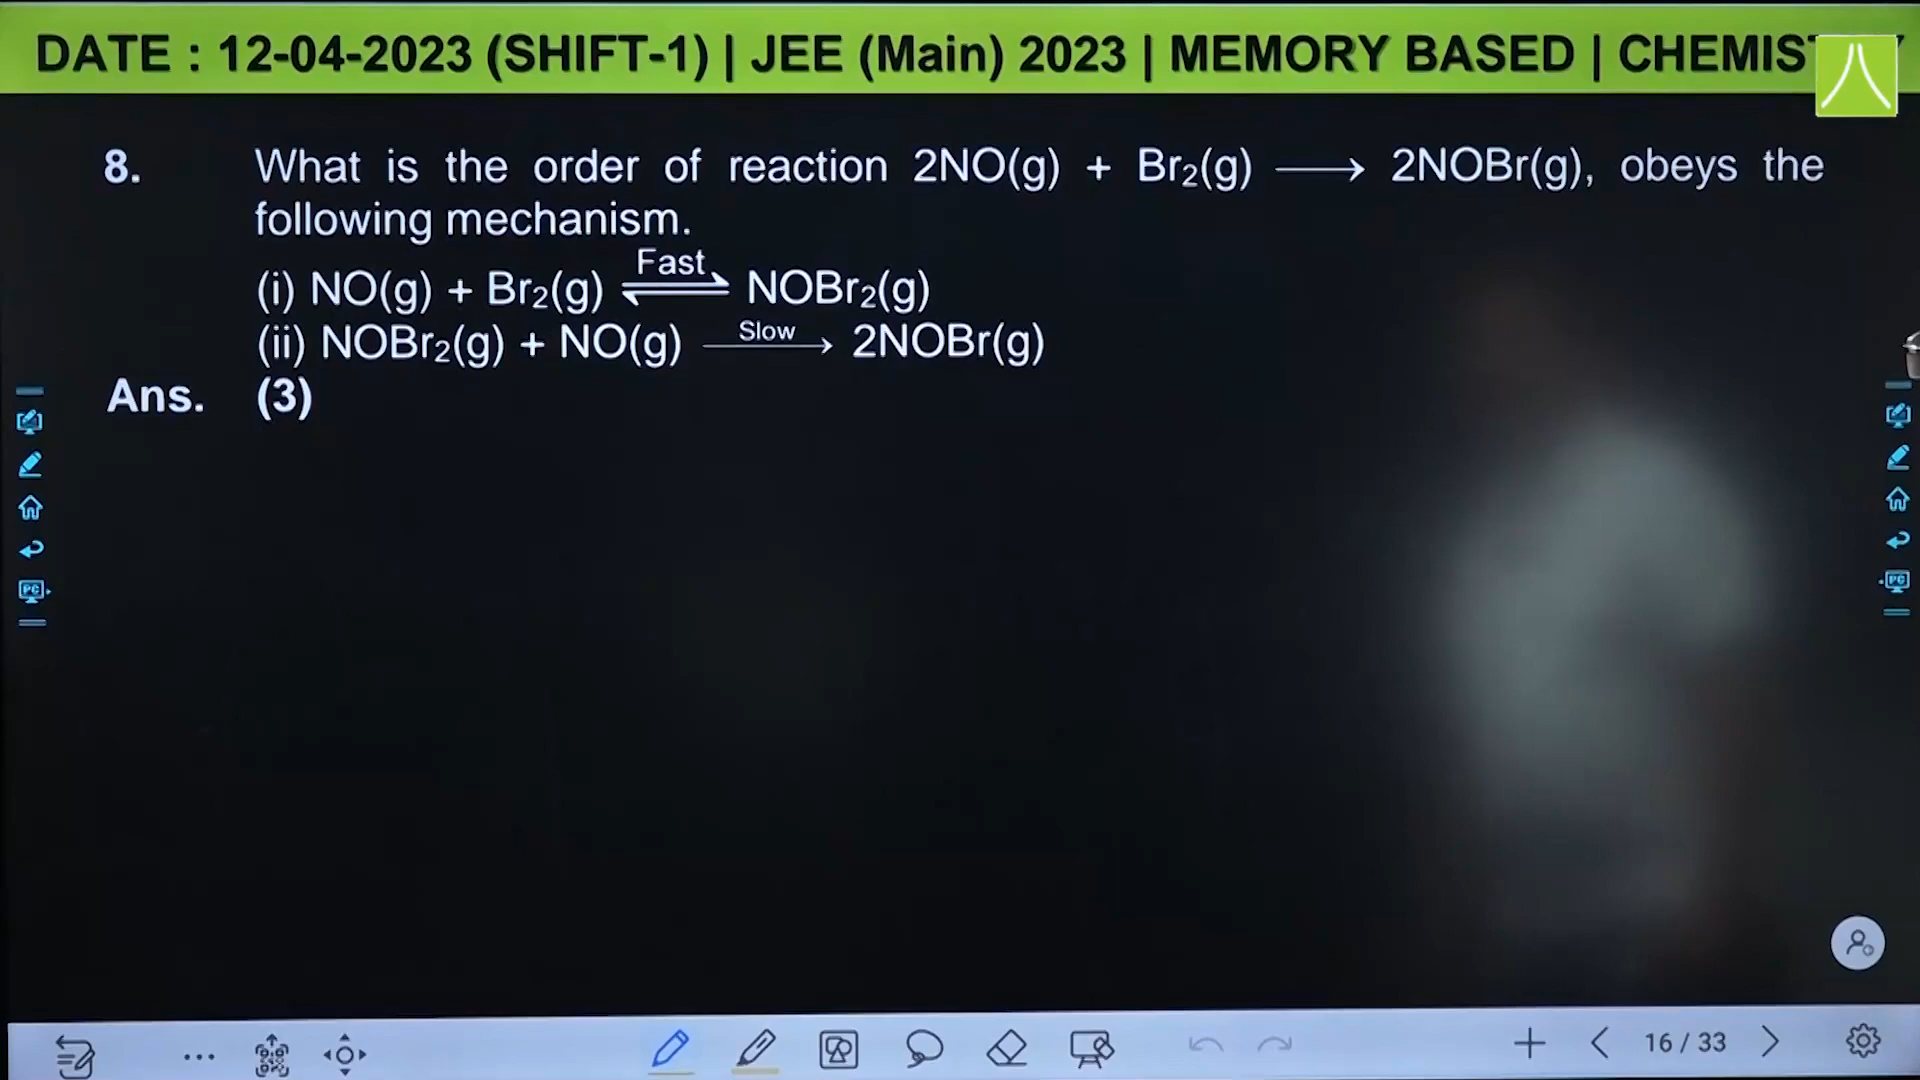 DATE : 12-04-2023 (SHIFT-1) | JEE (Main) 2023 | MEMORY BASED | CHEMIS
8. What is the order of reaction 2NO(g) + Br₂(g) ⟶ 2NOBr(g), obeys the
following mechanism.
Fast
(i) NO(g) + Br₂(g) ⇌ NOBr₂(g)
Slow
(ii) NOBr₂(g) + NO(g) ⟶ 2NOBr(g)
Ans. (3)
PC
PC
16 / 33